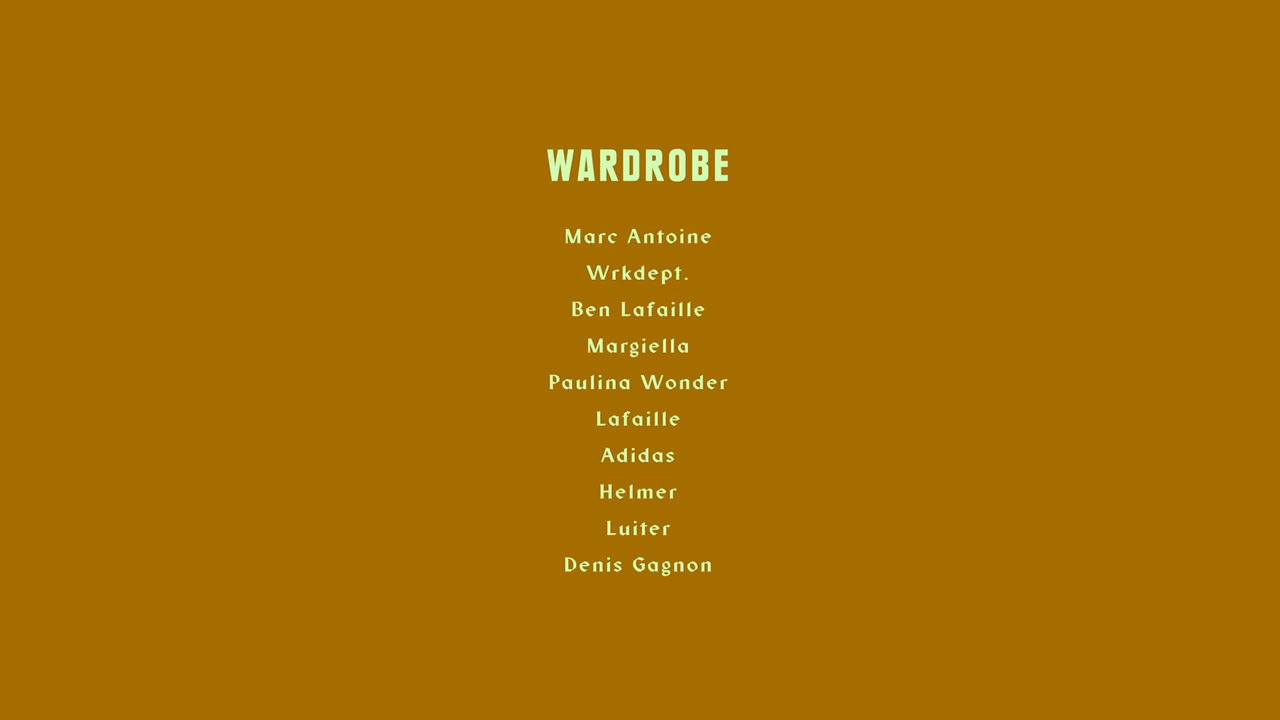 WARDROBE
Marc Antoine
Wrkdept.
Ben Lafaille
Margiella
Paulina Wonder
Lafaille
Adidas
Helmer
Luiter
Denis Gagnon